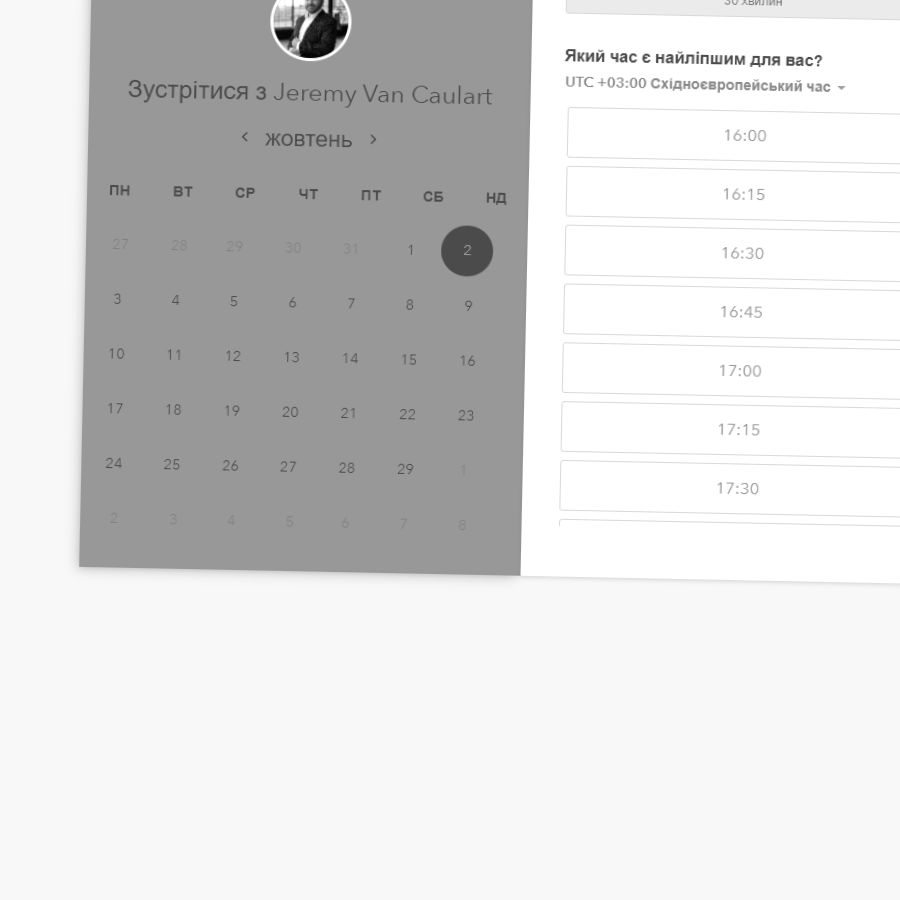 Зустрітися з Jeremy Van Caulart
жовтень
ПН ВТ СР ЧТ ПТ СБ НД
27 28 29 30 31 1 2
3 4 5 6 7 8 9
10 11 12 13 14 15 16
17 18 19 20 21 22 23
24 25 26 27 28 29 1
2 3 4 5 6 7 8
30 хвилин
Який час є найліпшим для вас?
UTC +03:00 Східноєвропейський час
16:00
16:15
16:30
16:45
17:00
17:15
17:30